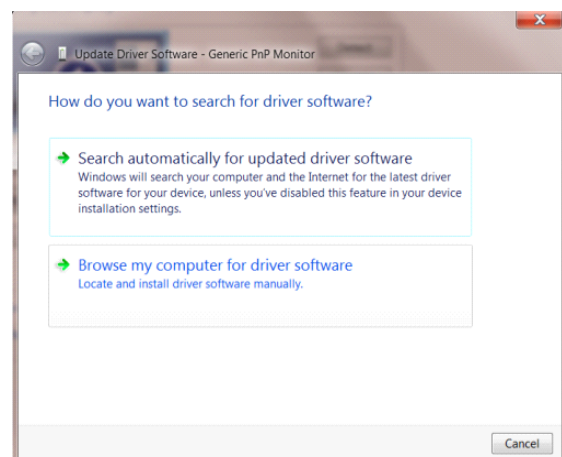 Update Driver Software - Generic PnP Monitor
How do you want to search for driver software?
Search automatically for updated driver software
Windows will search your computer and the Internet for the latest driver
software for your device, unless you've disabled this feature in your device
installation settings.
Browse my computer for driver software
Locate and install driver software manually.
Cancel